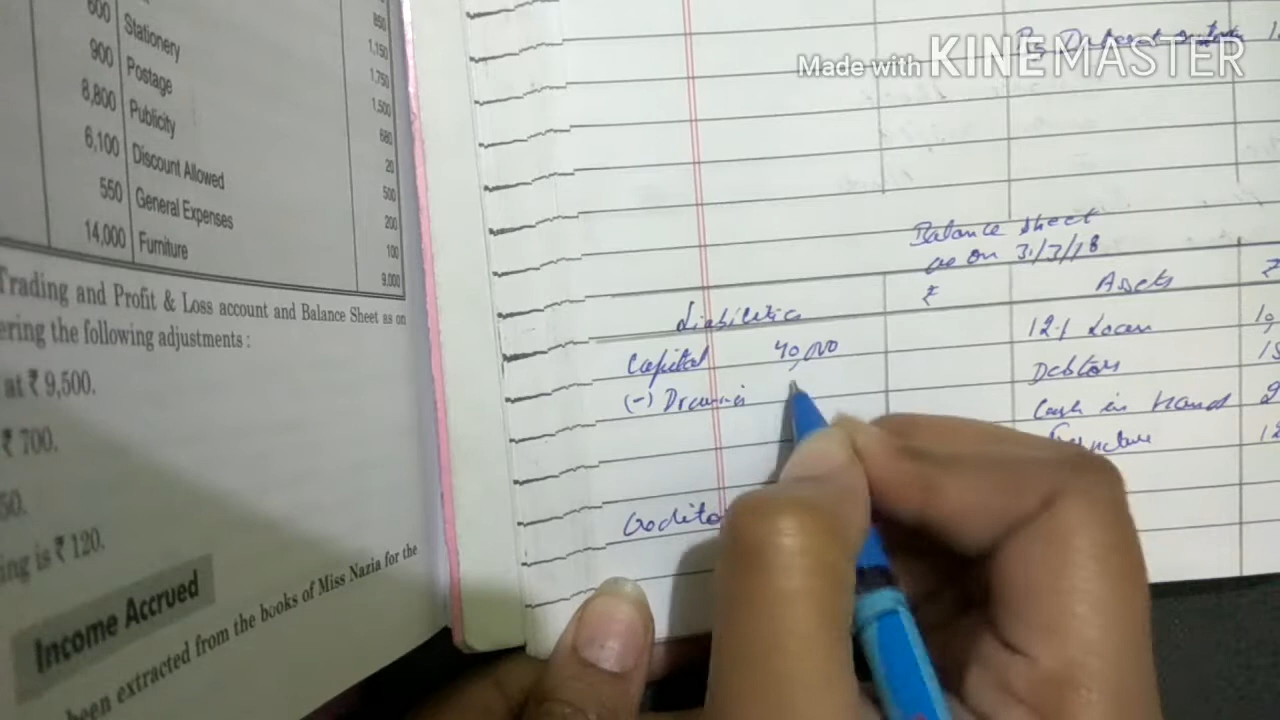 600 Stationery 850
900 Postage 1,150
8,800 Publicity 1,750
6,100 Discount Allowed 1,500
550 General Expenses 680
14,000 Furniture 20
500
200
100
9,000
Trading and Profit & Loss account and Balance Sheet as on
ering the following adjustments :
at ₹ 9,500.
₹ 700.
50.
ing is ₹ 120.
Income Accrued
been extracted from the books of Miss Nazia for the
Made with KINEMASTER
Balance Sheet
as on 31/3/18
Liabilities ₹ Assets ₹
Capital 40,000 12% Loan 10,
(-) Drawings Debtors
Cash in Hand
Furniture
Creditors